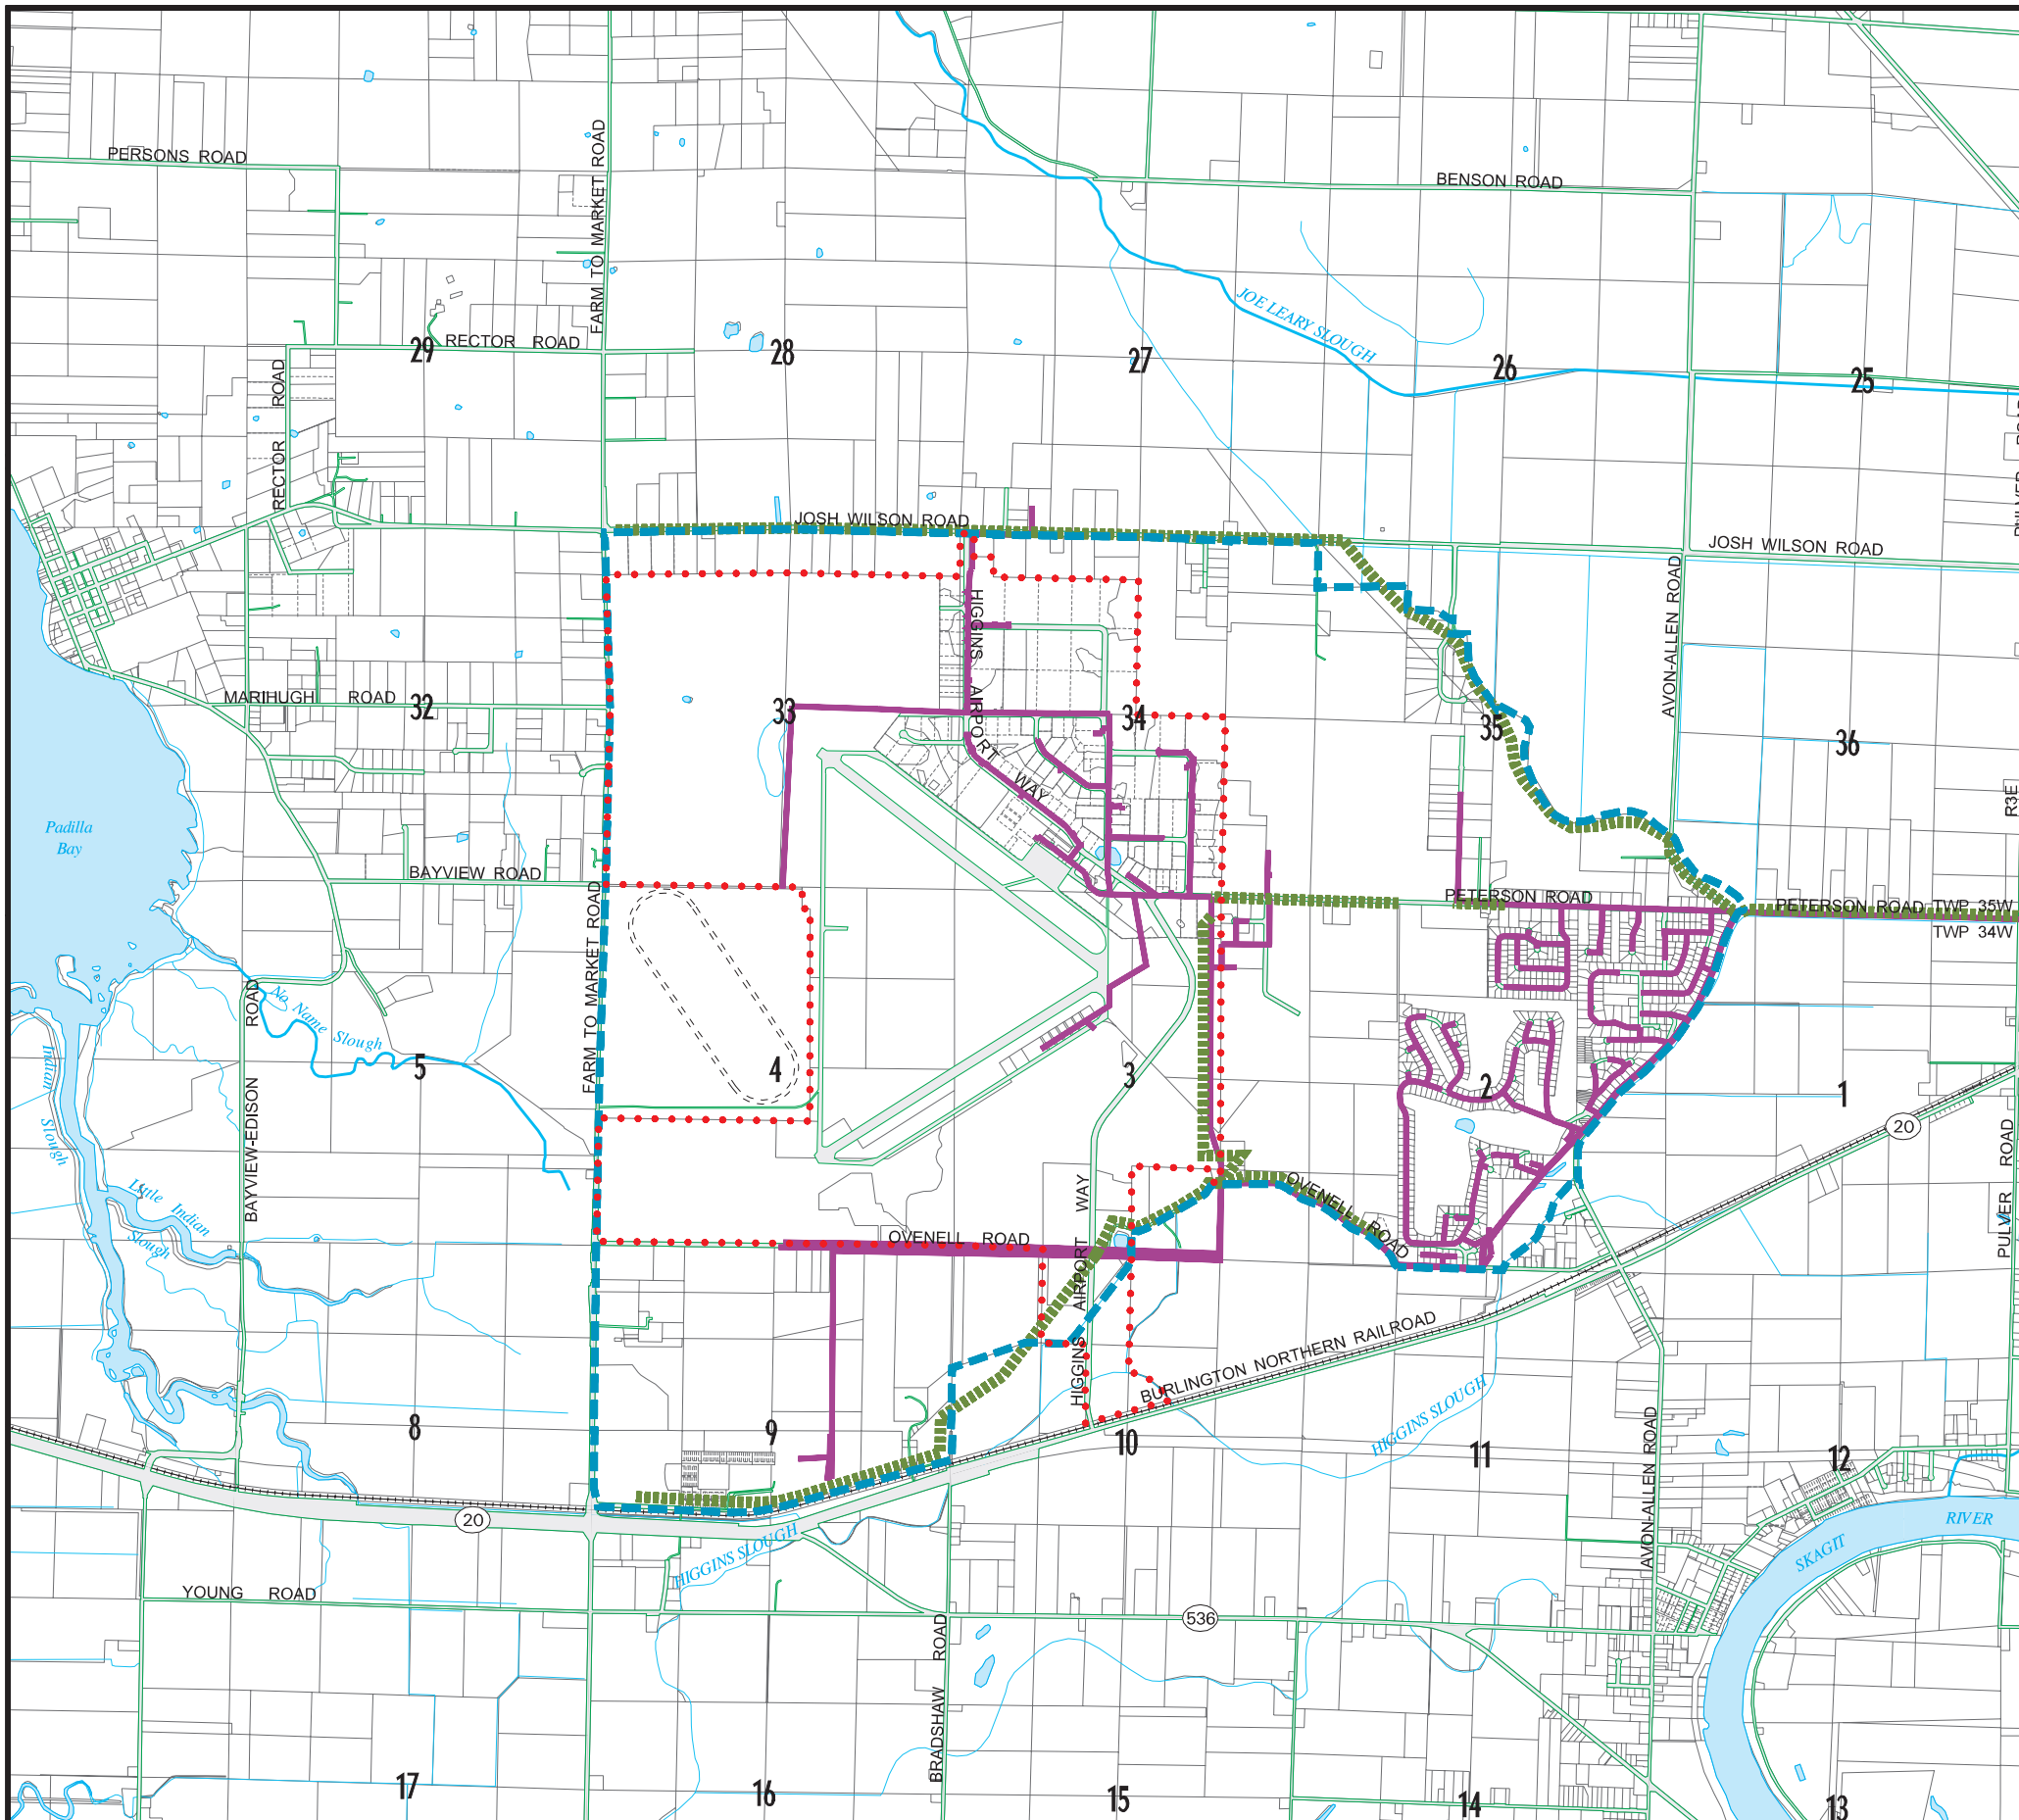 PERSONS ROAD
FARM TO MARKET ROAD
BENSON ROAD
JOE LEARY SLOUGH
RECTOR ROAD
RECTOR ROAD
29
28
27
26
25
JOSH WILSON ROAD
JOSH WILSON ROAD
AVON-ALLEN ROAD
HIGGINS AIRPORT WAY
MARIHUGH ROAD
32
33
34
35
36
R3E
Padilla
Bay
BAYVIEW ROAD
PETERSON ROAD
PETERSON ROAD TWP 35W
TWP 34W
FARM TO MARKET ROAD
No Name Slough
Indian Slough
BAYVIEW-EDISON ROAD
5
4
3
2
1
20
PULVER ROAD
Little Indian Slough
OVENELL ROAD
OVENELL ROAD
HIGGINS AIRPORT WAY
BURLINGTON NORTHERN RAILROAD
HIGGINS SLOUGH
8
9
10
11
12
AVON-ALLEN ROAD
20
HIGGINS SLOUGH
SKAGIT RIVER
YOUNG ROAD
536
BRADSHAW ROAD
17
16
15
14
13